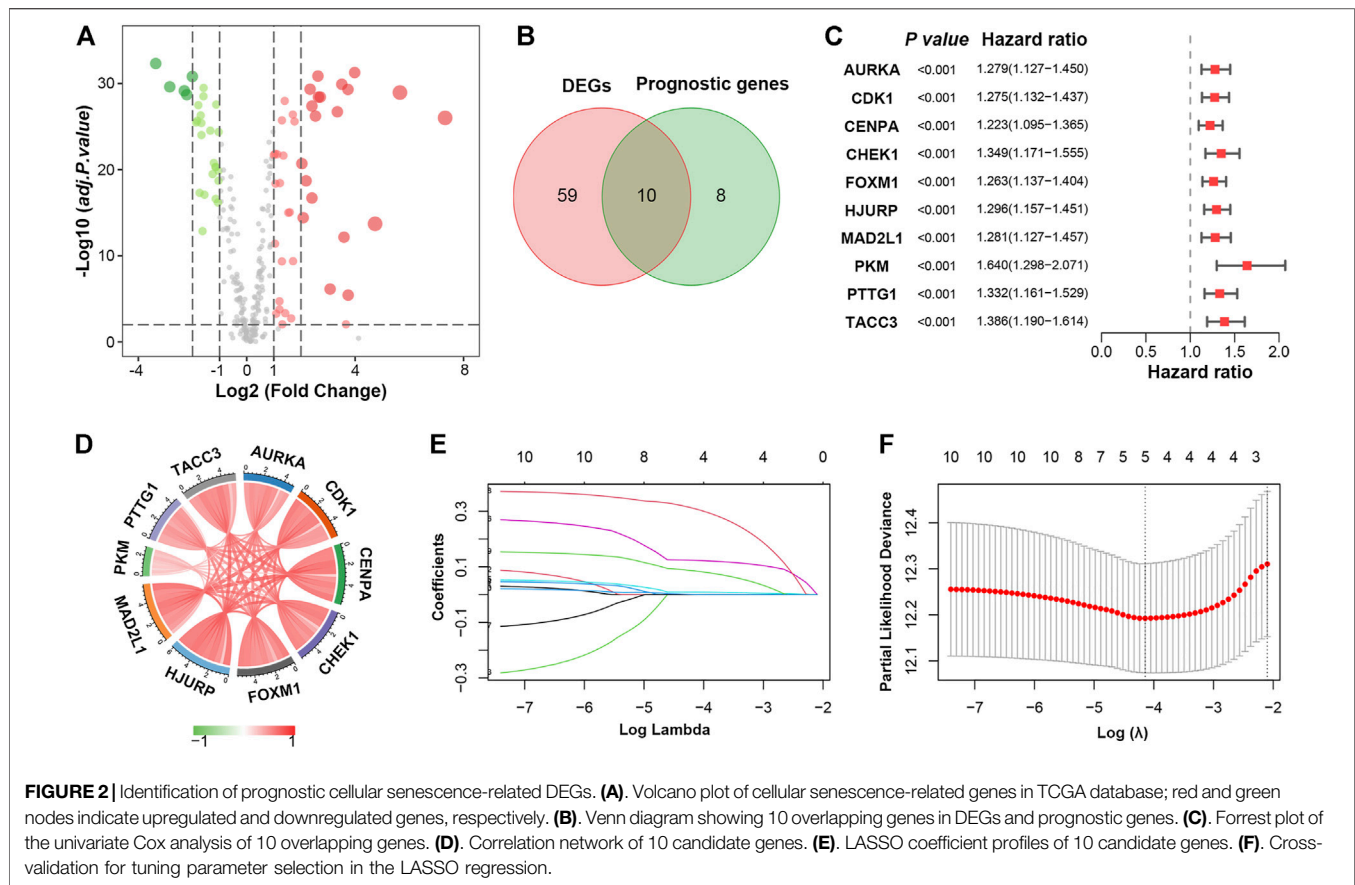 A
-Log10 (adj.P.value)
30
20
10
0
-4
-1
0
1
4
8
Log2 (Fold Change)
B
DEGs
Prognostic genes
59
10
8
C
P value Hazard ratio
AURKA <0.001 1.279(1.127−1.450)
CDK1 <0.001 1.275(1.132−1.437)
CENPA <0.001 1.223(1.095−1.365)
CHEK1 <0.001 1.349(1.171−1.555)
FOXM1 <0.001 1.263(1.137−1.404)
HJURP <0.001 1.296(1.157−1.451)
MAD2L1 <0.001 1.281(1.127−1.457)
PKM <0.001 1.640(1.298−2.071)
PTTG1 <0.001 1.332(1.161−1.529)
TACC3 <0.001 1.386(1.190−1.614)
0.0 0.5 1.0 1.5 2.0
Hazard ratio
D
AURKA
CDK1
CENPA
CHEK1
FOXM1
HJURP
MAD2L1
PKM
PTTG1
TACC3
−1 1
E
10 10 8 4 4 0
Coefficients
0.3
0.1
−0.1
−0.3
−7 −6 −5 −4 −3 −2
Log Lambda
F
10 10 10 10 8 7 5 5 4 4 4 4 3
Partial Likelihood Deviance
12.4
12.3
12.2
12.1
−7 −6 −5 −4 −3 −2
Log (λ)
FIGURE 2 | Identification of prognostic cellular senescence-related DEGs. (A). Volcano plot of cellular senescence-related genes in TCGA database; red and green
nodes indicate upregulated and downregulated genes, respectively. (B). Venn diagram showing 10 overlapping genes in DEGs and prognostic genes. (C). Forrest plot of
the univariate Cox analysis of 10 overlapping genes. (D). Correlation network of 10 candidate genes. (E). LASSO coefficient profiles of 10 candidate genes. (F). Cross-
validation for tuning parameter selection in the LASSO regression.